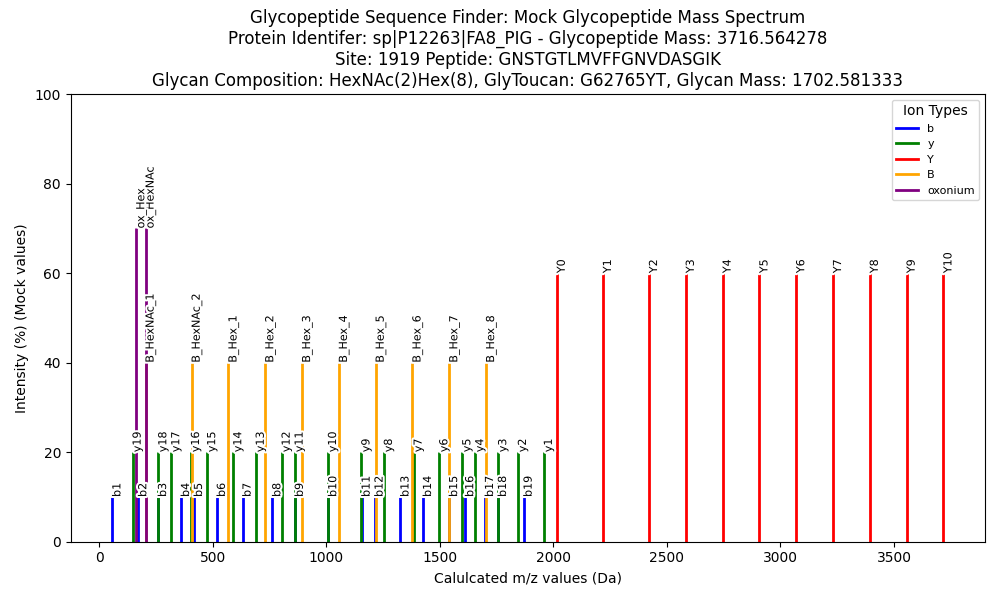 Glycopeptide Sequence Finder: Mock Glycopeptide Mass Spectrum
Protein Identifer: sp|P12263|FA8_PIG - Glycopeptide Mass: 3716.564278
Site: 1919 Peptide: GNSTGTLMVFFGNVDASGIK
Glycan Composition: HexNAc(2)Hex(8), GlyToucan: G62765YT, Glycan Mass: 1702.581333
100
80
60
40
20
0
Intensity (%) (Mock values)
Ion Types
b
y
Y
B
oxonium
ox_Hex
ox_HexNAc
Y0
Y1
Y2
Y3
Y4
Y5
Y6
Y7
Y8
Y9
Y10
B_HexNAc_1
B_HexNAc_2
B_Hex_1
B_Hex_2
B_Hex_3
B_Hex_4
B_Hex_5
B_Hex_6
B_Hex_7
B_Hex_8
y19
y18
y17
y16
y15
y14
y13
y12
y11
y10
y9
y8
y7
y6
y5
y4
y3
y2
y1
b1
b2
b3
b4
b5
b6
b7
b8
b9
b10
b11
b12
b13
b14
b15
b16
b17
b18
b19
0
500
1000
1500
2000
2500
3000
3500
Calulcated m/z values (Da)